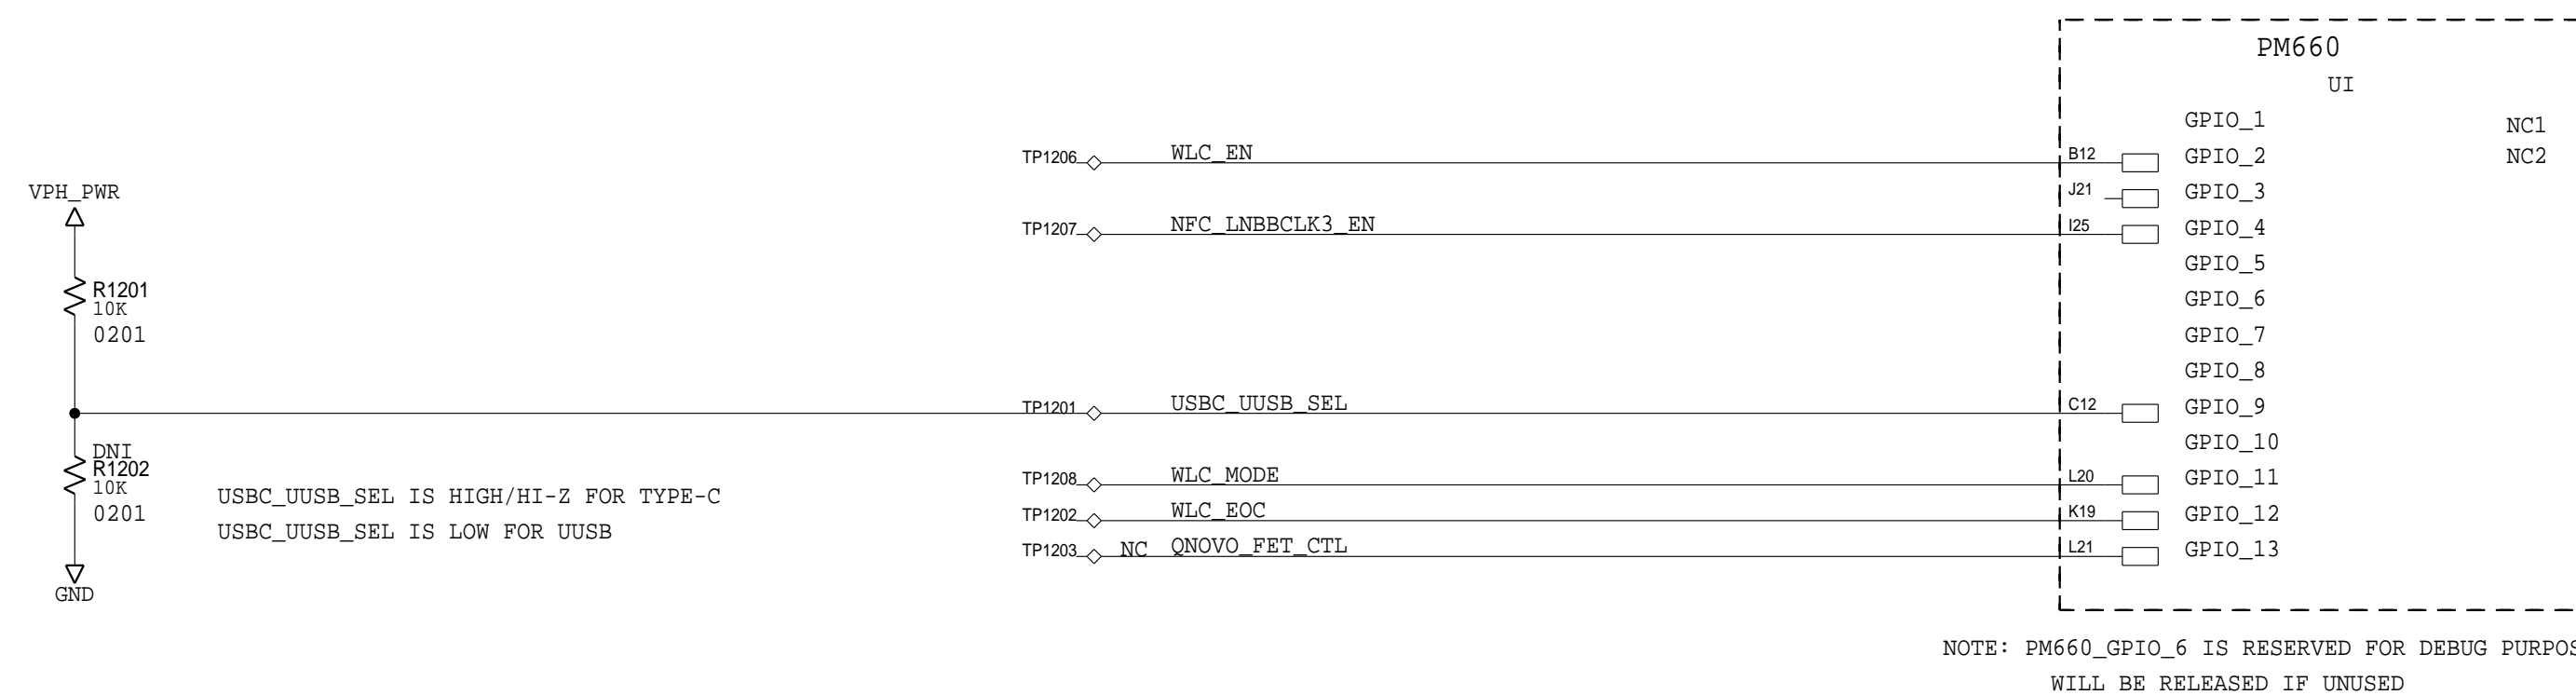 PM660
UI
GPIO_1
NC1
TP1206
WLC_EN
B12
GPIO_2
NC2
VPH_PWR
J21
GPIO_3
TP1207
NFC_LNBBCLK3_EN
I25
GPIO_4
GPIO_5
R1201
10K
0201
GPIO_6
GPIO_7
GPIO_8
TP1201
USBC_UUSB_SEL
C12
GPIO_9
GPIO_10
DNI
R1202
10K
0201
USBC_UUSB_SEL IS HIGH/HI-Z FOR TYPE-C
USBC_UUSB_SEL IS LOW FOR UUSB
TP1208
WLC_MODE
L20
GPIO_11
TP1202
WLC_EOC
K19
GPIO_12
TP1203
NC
QNOVO_FET_CTL
L21
GPIO_13
GND
NOTE: PM660_GPIO_6 IS RESERVED FOR DEBUG PURPOS
WILL BE RELEASED IF UNUSED